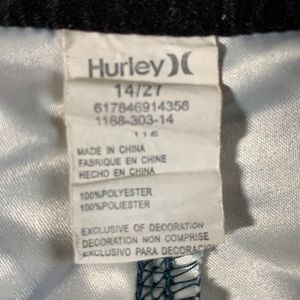 Hurley
14/27
617846914356
1188-303-14
116
MADE IN CHINA
FABRIQUE EN CHINE
HECHO EN CHINA
100%POLYESTER
100%POLIESTER
EXCLUSIVE OF DECORATION
DECORATION NON COMPRISE
EXCLUSIVO PARA DECORACION